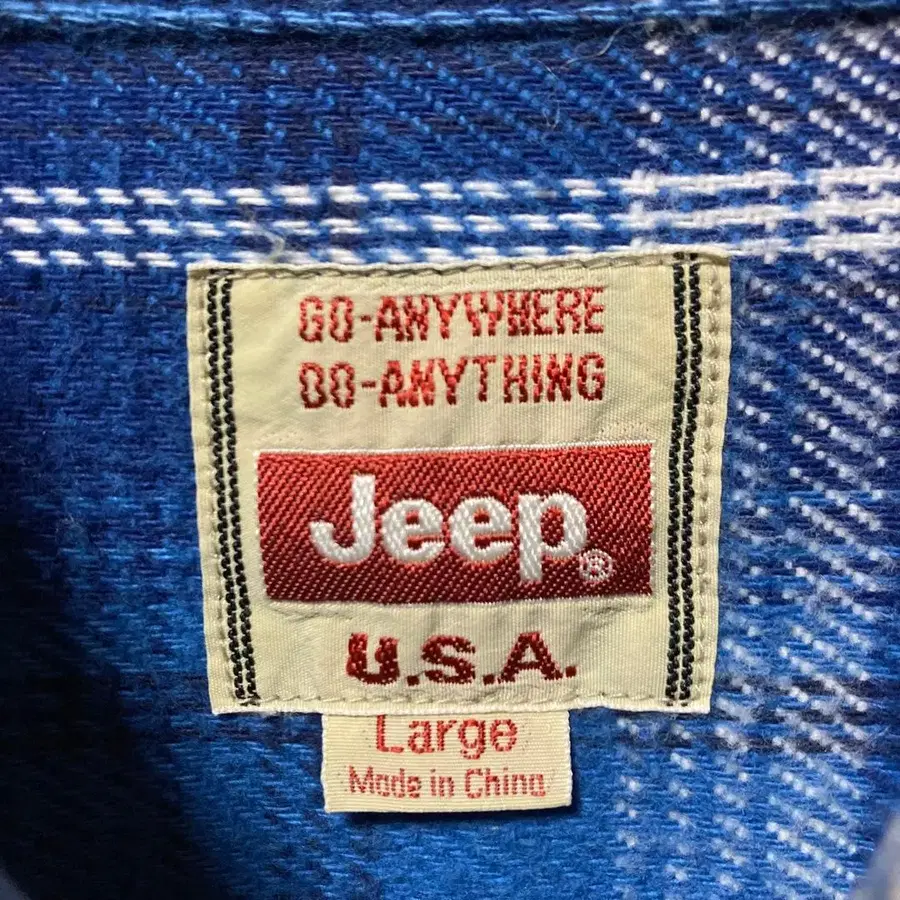 GO-ANYWHERE
DO-ANYTHING
Jeep®
U.S.A.
Large
Made in China